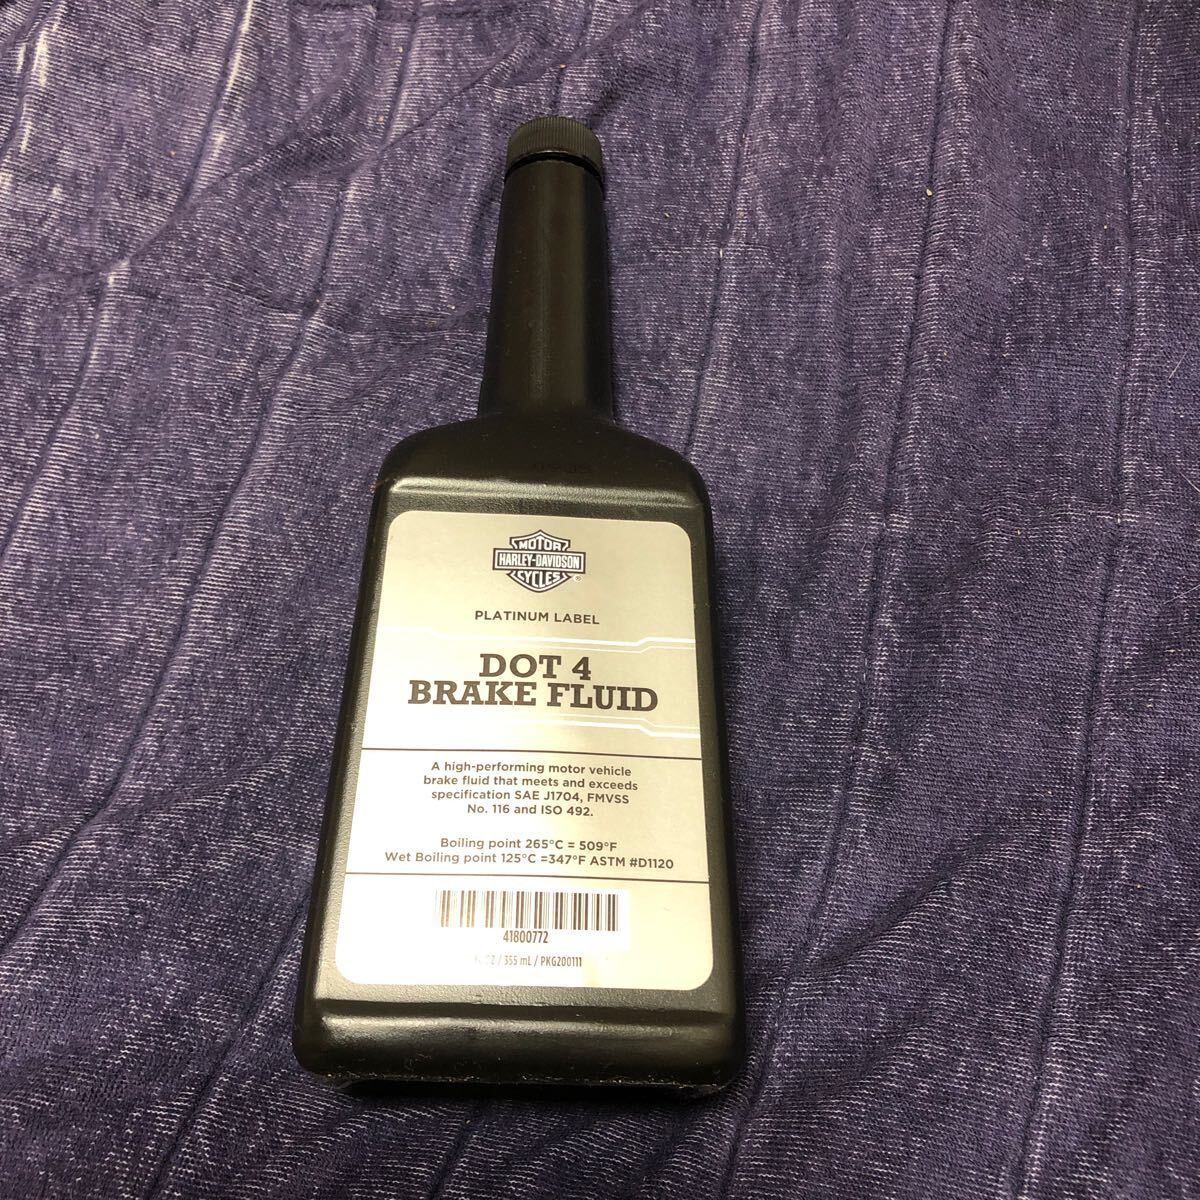 MOTOR
HARLEY-DAVIDSON
CYCLES
®
PLATINUM LABEL
DOT 4
BRAKE FLUID
A high-performing motor vehicle
brake fluid that meets and exceeds
specification SAE J1704, FMVSS
No. 116 and ISO 492.
Boiling point 265°C = 509°F
Wet Boiling point 125°C =347°F ASTM #D1120
41800772
/ 355 mL / PKG200111